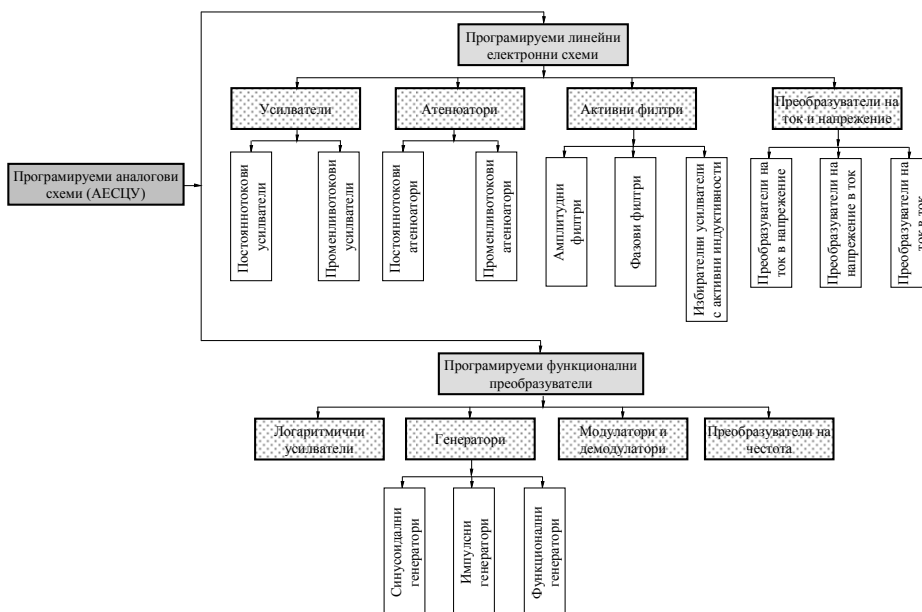 Програмируеми линейни
електронни схеми
Усилватели
Атенюатори
Активни филтри
Преобразуватели на
ток и напрежение
Програмируеми аналогови
схеми (АЕСЦУ)
Постояннотокови
усилватели
Променливотокови
усилватели
Постояннотокови
атенюатори
Променливотокови
атенюатори
Амплитудни
филтри
Фазови филтри
Избирателни усилватели
с активни индуктивности
Преобразуватели на
ток в напрежение
Преобразуватели на
напрежение в ток
Преобразуватели на
ток в ток
Програмируеми функционални
преобразуватели
Логаритмични
усилватели
Генератори
Модулатори и
демодулатори
Преобразуватели на
честота
Синусоидални
генератори
Импулсни
генератори
Функционални
генератори